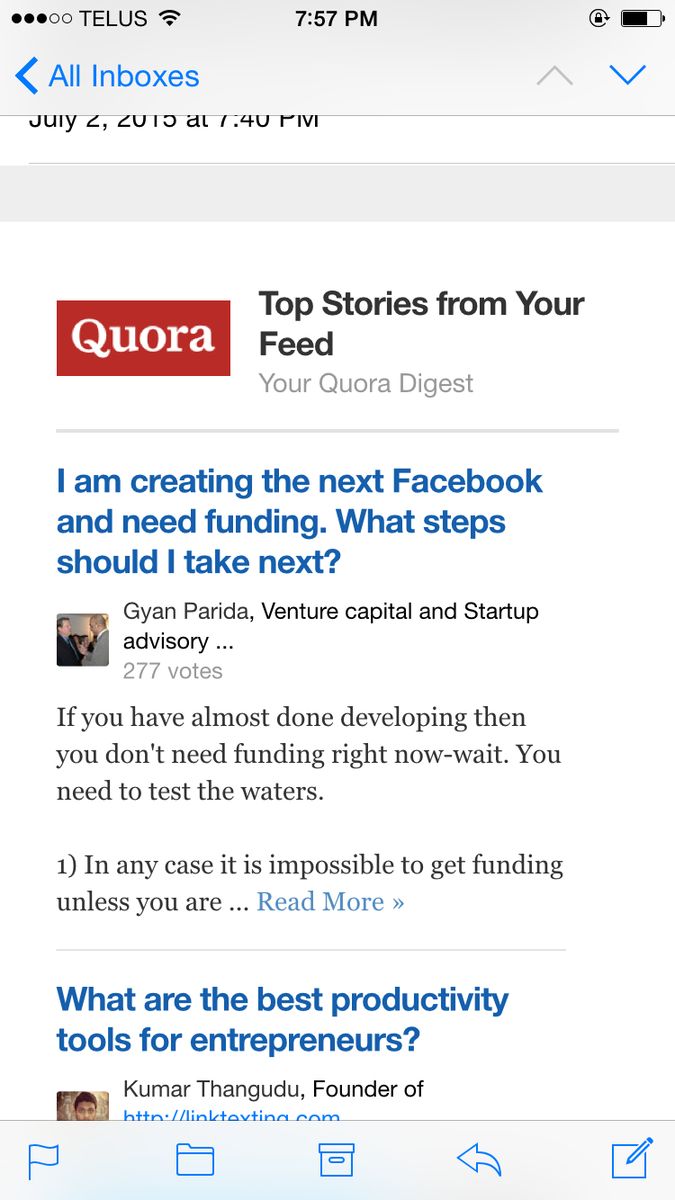 TELUS 7:57 PM
All Inboxes
July 2, 2015 at 7:40 PM
Quora
Top Stories from Your
Feed
Your Quora Digest
I am creating the next Facebook
and need funding. What steps
should I take next?
Gyan Parida, Venture capital and Startup
advisory ...
277 votes
If you have almost done developing then
you don't need funding right now-wait. You
need to test the waters.
1) In any case it is impossible to get funding
unless you are ... Read More »
What are the best productivity
tools for entrepreneurs?
Kumar Thangudu, Founder of
http://linktexting.com